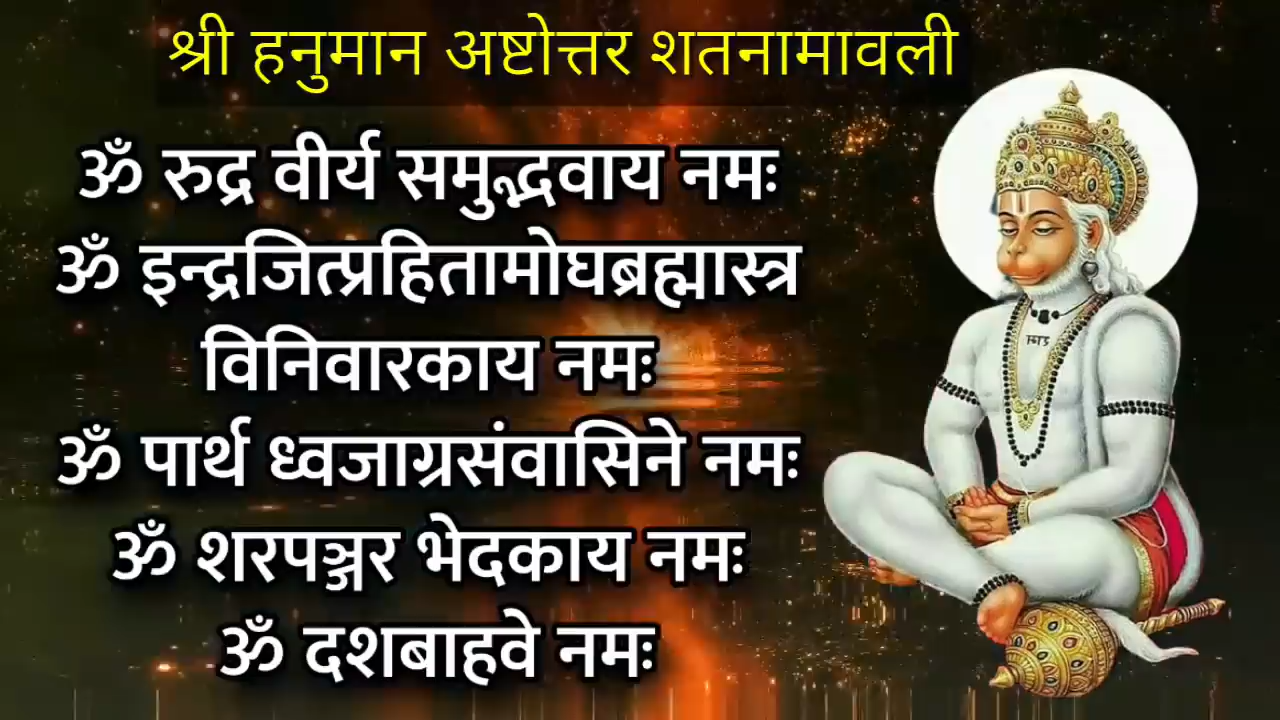 श्री हनुमान अष्टोत्तर शतनामावली
ॐ रुद्र वीर्य समुद्भवाय नमः
ॐ इन्द्रजित्प्रहितामोघब्रह्मास्त्र
विनिवारकाय नमः
ॐ पार्थ ध्वजाग्रसंवासिने नमः
ॐ शरपञ्जर भेदकाय नमः
ॐ दशबाहवे नमः